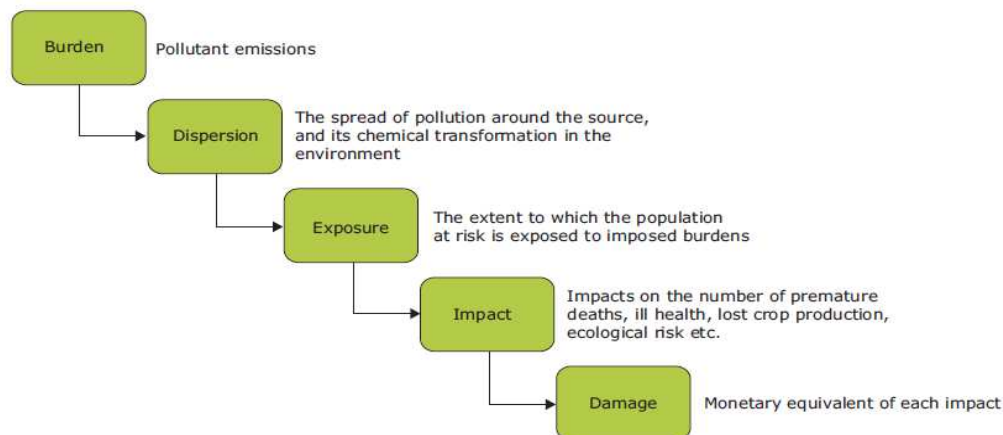 Burden
Pollutant emissions
Dispersion
The spread of pollution around the source,
and its chemical transformation in the
environment
Exposure
The extent to which the population
at risk is exposed to imposed burdens
Impact
Impacts on the number of premature
deaths, ill health, lost crop production,
ecological risk etc.
Damage
Monetary equivalent of each impact